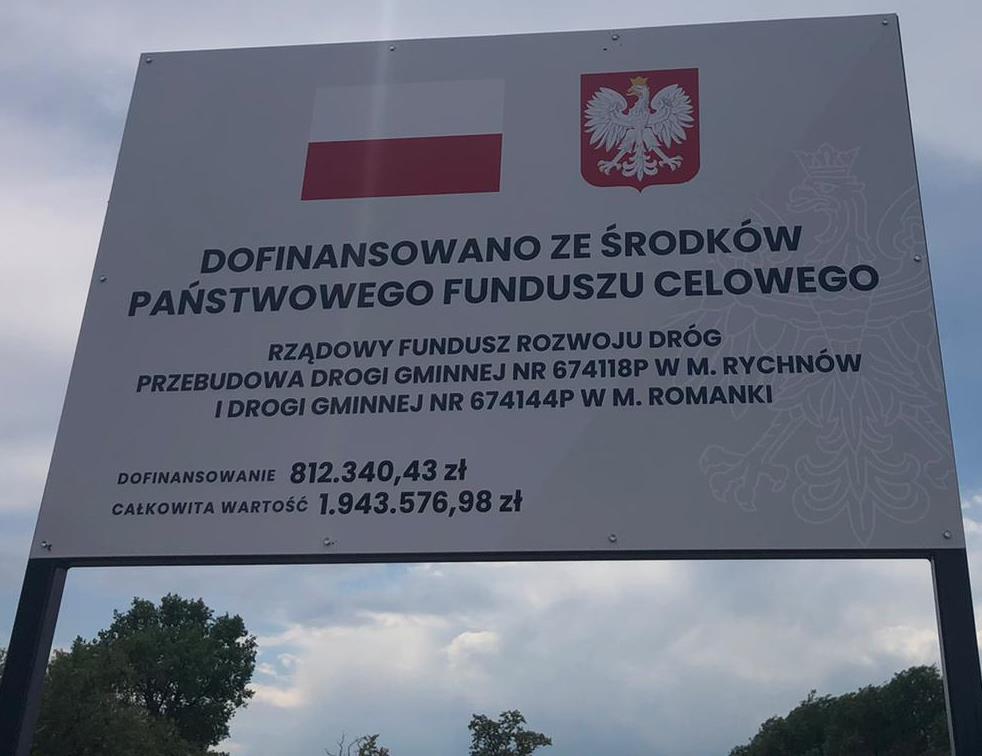 DOFINANSOWANO ZE ŚRODKÓW
PAŃSTWOWEGO FUNDUSZU CELOWEGO
RZĄDOWY FUNDUSZ ROZWOJU DRÓG
PRZEBUDOWA DROGI GMINNEJ NR 674118P W M. RYCHNÓW
I DROGI GMINNEJ NR 674144P W M. ROMANKI
DOFINANSOWANIE 812.340,43 zł
CAŁKOWITA WARTOŚĆ 1.943.576,98 zł